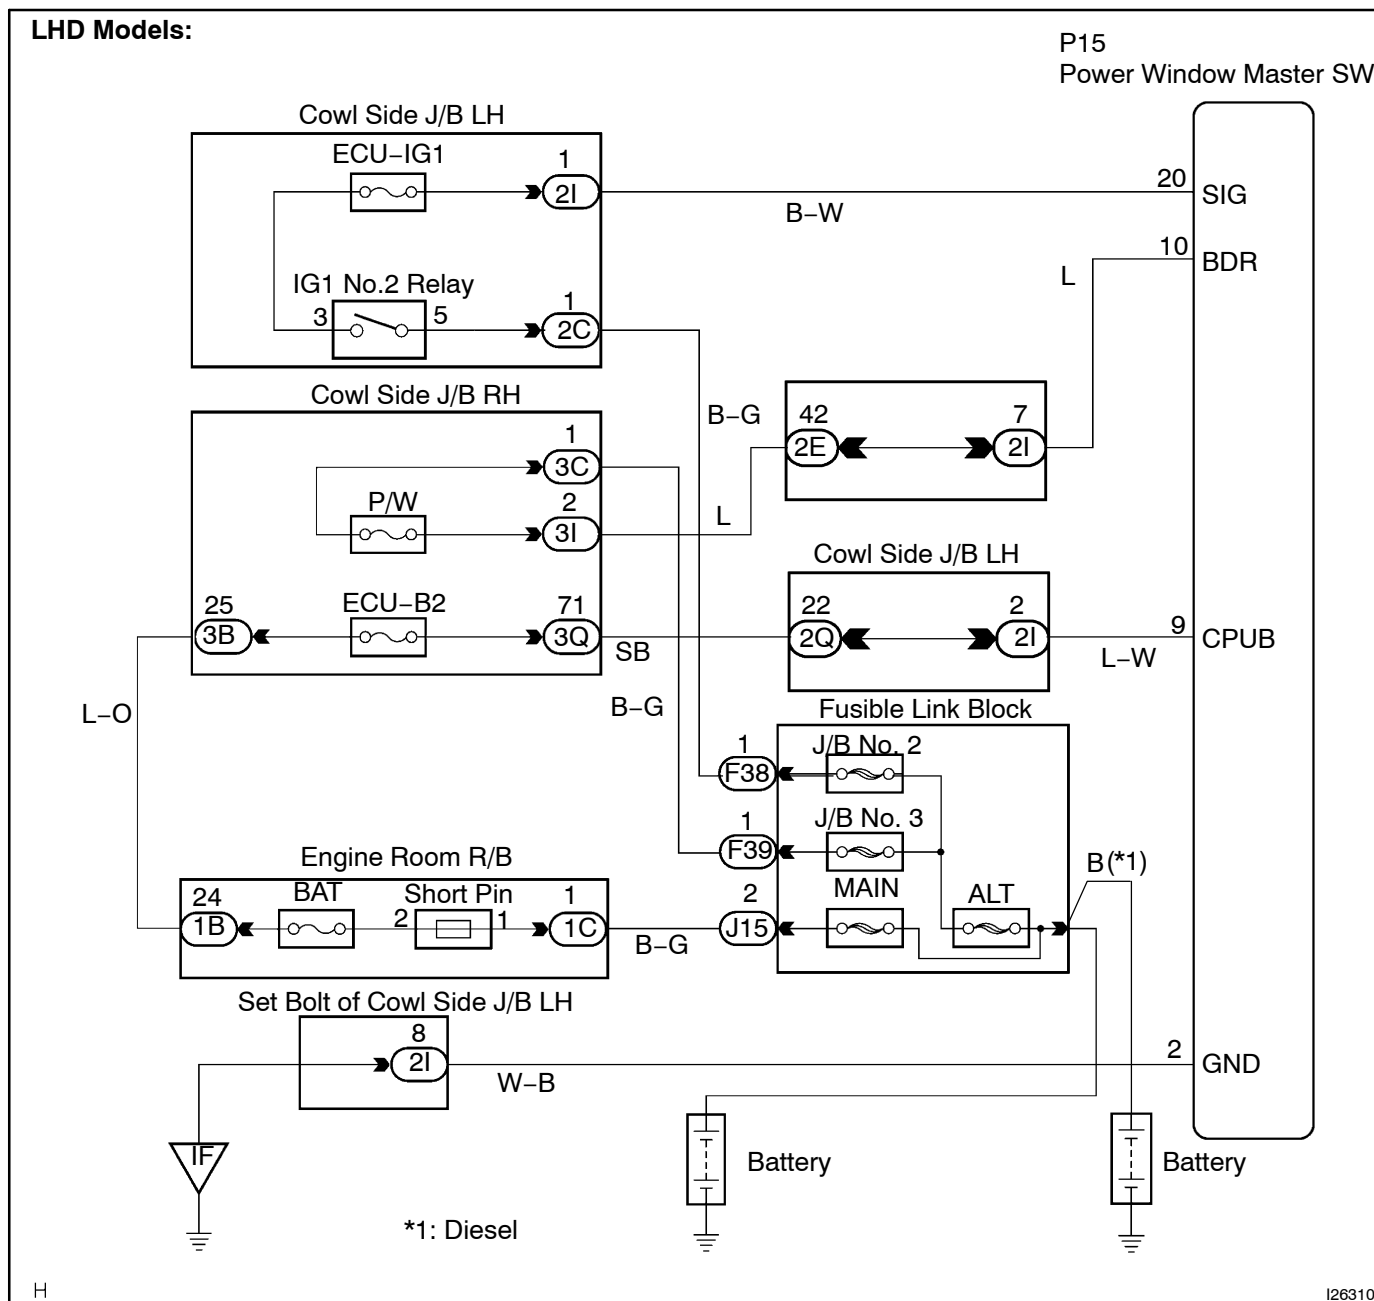 LHD Models:
P15
Power Window Master SW
Cowl Side J/B LH
ECU−IG1
1
2I
B−W
20
SIG
10
BDR
L
IG1 No.2 Relay
3
5
1
2C
Cowl Side J/B RH
B−G
1
3C
42
2E
7
2I
P/W
2
3I
L
Cowl Side J/B LH
25
3B
ECU−B2
71
3Q
SB
22
2Q
2
2I
L−W
9
CPUB
L−O
B−G
Fusible Link Block
1
F38
J/B No. 2
1
F39
J/B No. 3
B(*1)
Engine Room R/B
24
1B
BAT
2
Short Pin
1
1
1C
B−G
2
J15
MAIN
ALT
Set Bolt of Cowl Side J/B LH
8
2I
W−B
2
GND
IF
Battery
Battery
*1: Diesel
H
I26310